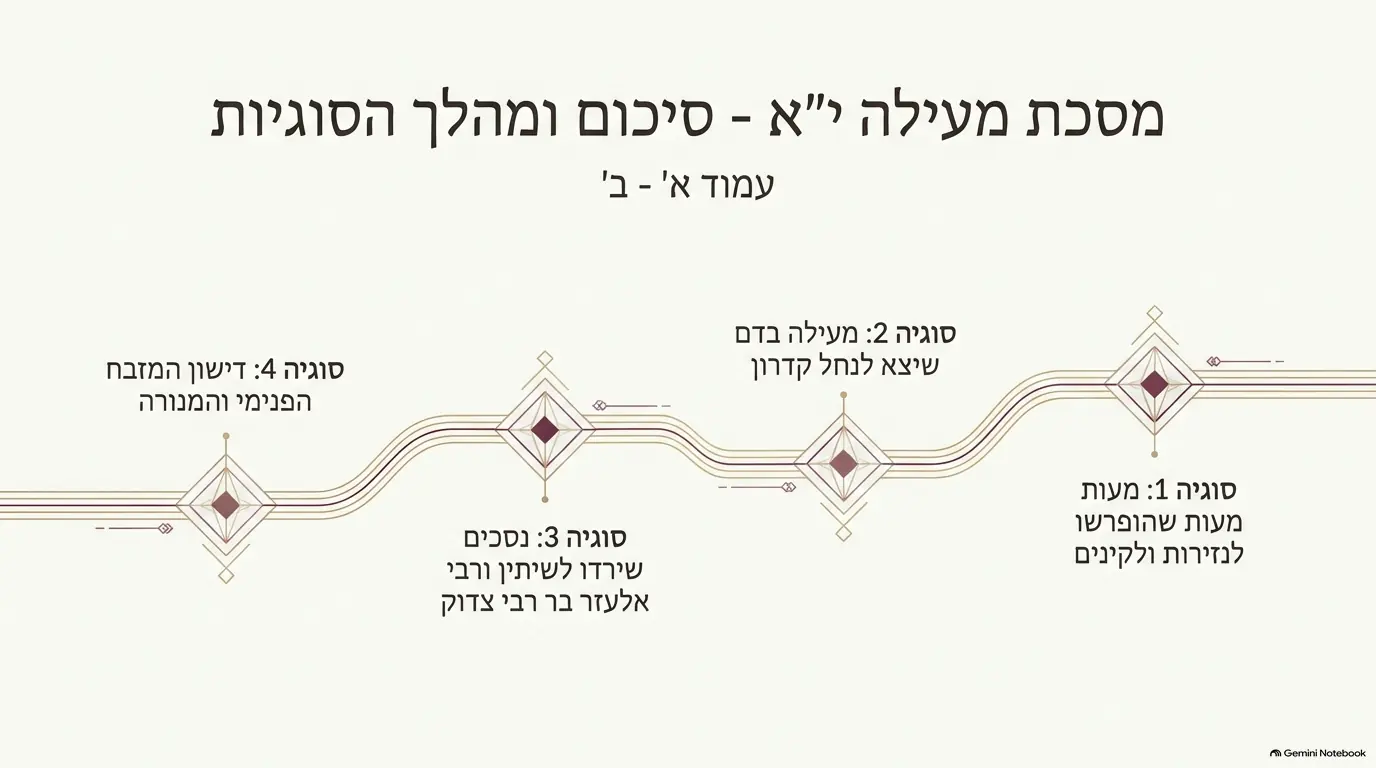 מסכת מעילה י"א - סיכום ומהלך הסוגיות
עמוד א' - ב'
סוגיה 1: מעות
מעות שהופרשו
לנזירות ולקינים
סוגיה 2: מעילה בדם
שיצא לנחל קדרון
סוגיה 3: נסכים
שירדו לשיתין ורבי
אלעזר בר רבי צדוק
סוגיה 4: דישון המזבח
הפנימי והמנורה
Gemini Notebook